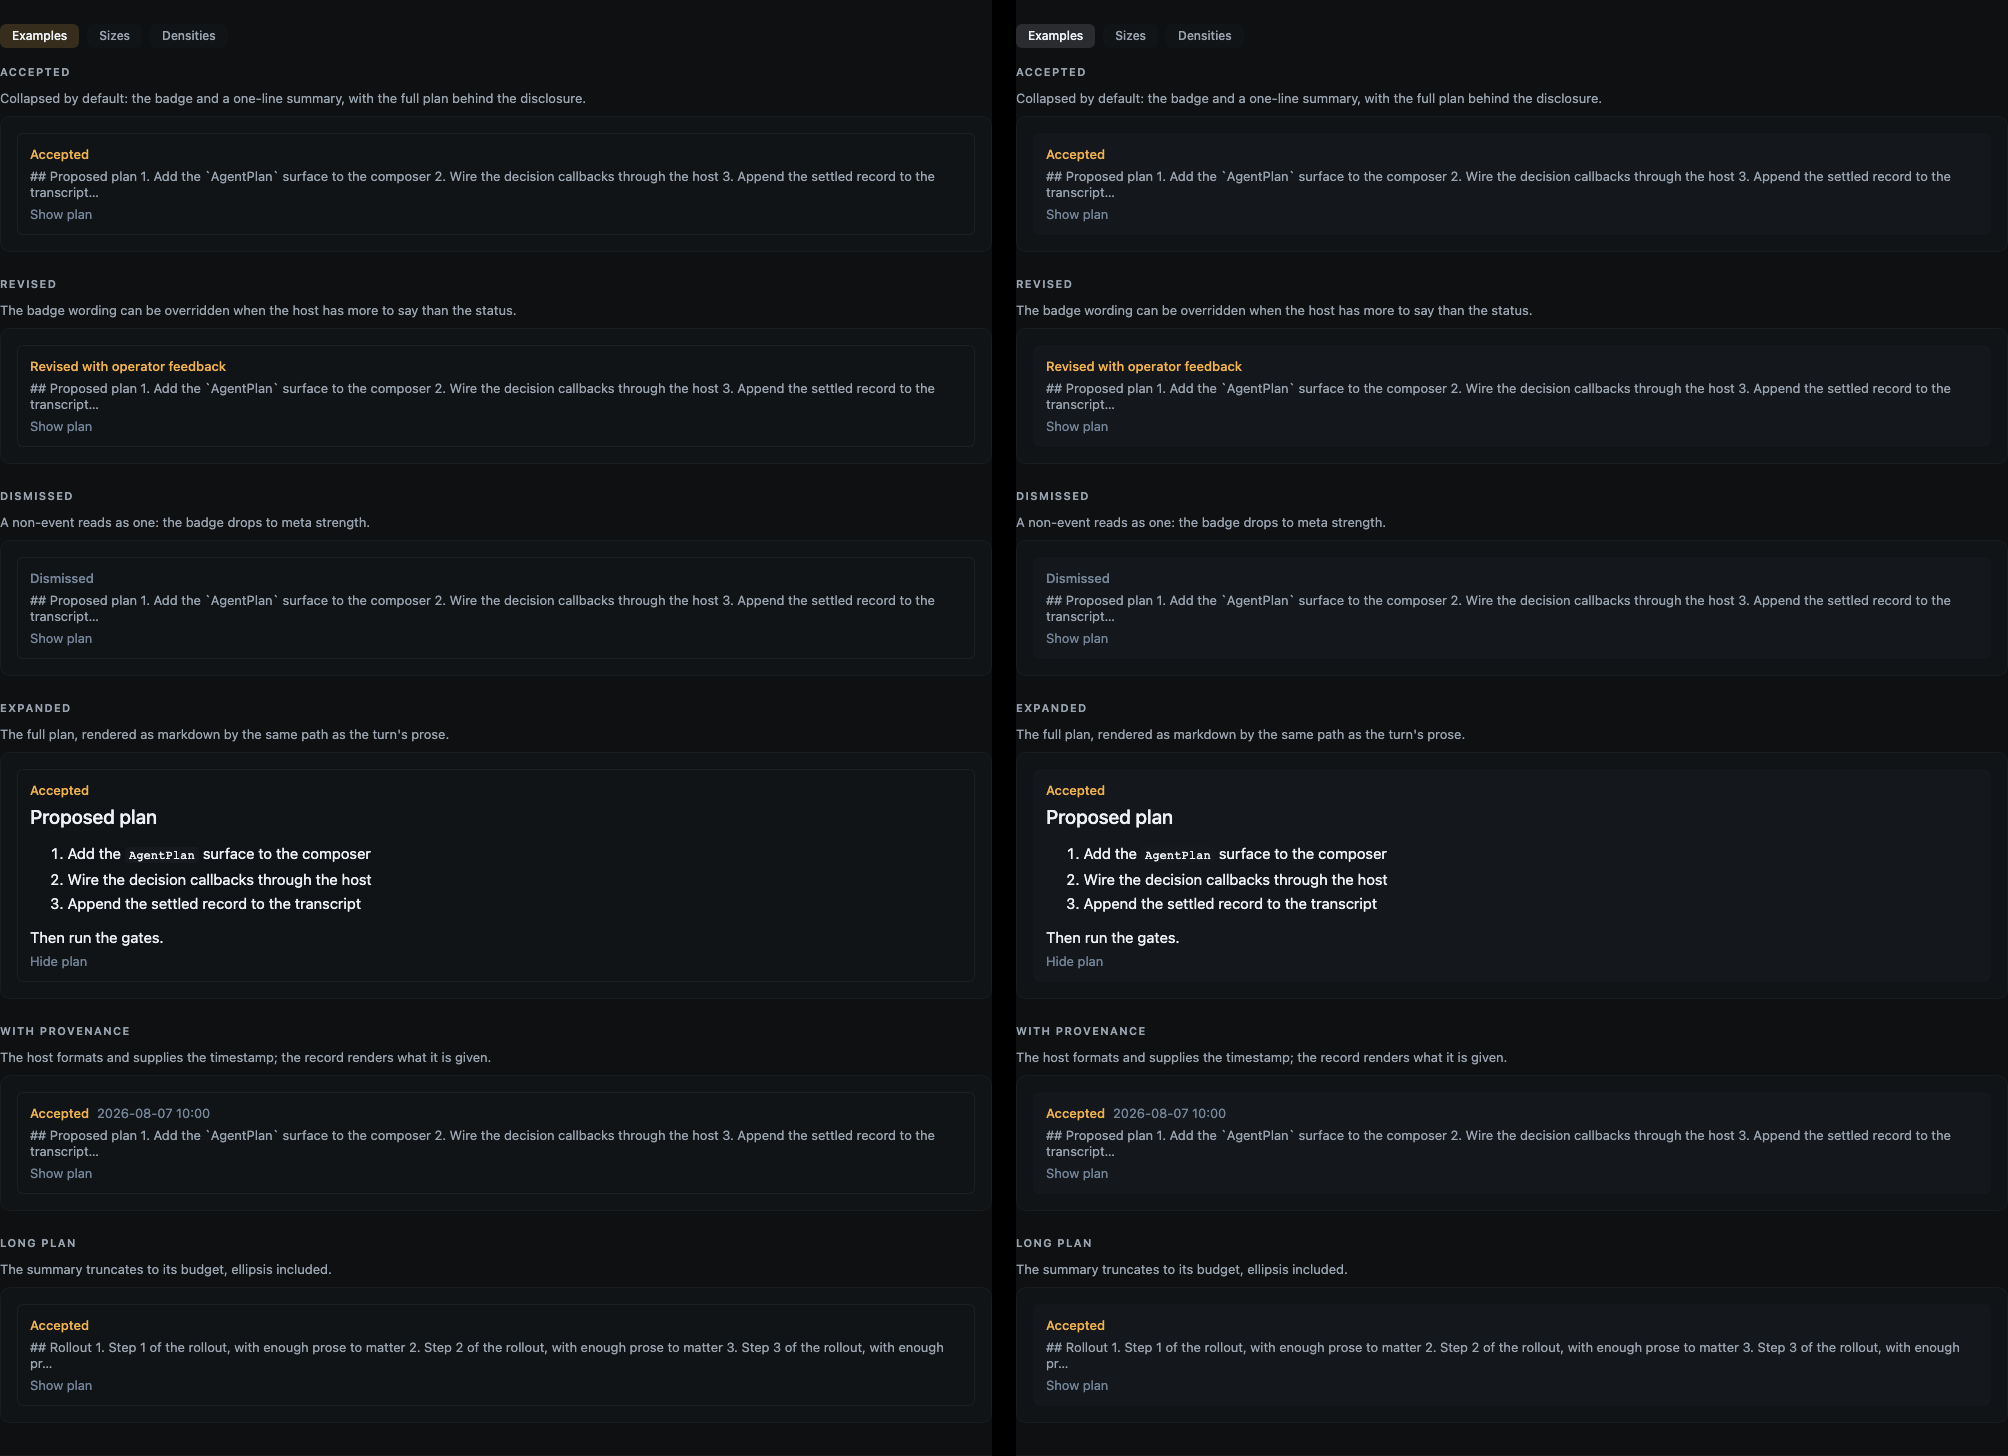 Examples Sizes Densities
ACCEPTED
Collapsed by default: the badge and a one-line summary, with the full plan behind the disclosure.
Accepted
## Proposed plan 1. Add the `AgentPlan` surface to the composer 2. Wire the decision callbacks through the host 3. Append the settled record to the
transcript…
Show plan
REVISED
The badge wording can be overridden when the host has more to say than the status.
Revised with operator feedback
## Proposed plan 1. Add the `AgentPlan` surface to the composer 2. Wire the decision callbacks through the host 3. Append the settled record to the
transcript…
Show plan
DISMISSED
A non-event reads as one: the badge drops to meta strength.
Dismissed
## Proposed plan 1. Add the `AgentPlan` surface to the composer 2. Wire the decision callbacks through the host 3. Append the settled record to the
transcript…
Show plan
EXPANDED
The full plan, rendered as markdown by the same path as the turn's prose.
Accepted
Proposed plan
1. Add the AgentPlan surface to the composer
2. Wire the decision callbacks through the host
3. Append the settled record to the transcript
Then run the gates.
Hide plan
WITH PROVENANCE
The host formats and supplies the timestamp; the record renders what it is given.
Accepted 2026-08-07 10:00
## Proposed plan 1. Add the `AgentPlan` surface to the composer 2. Wire the decision callbacks through the host 3. Append the settled record to the
transcript…
Show plan
LONG PLAN
The summary truncates to its budget, ellipsis included.
Accepted
## Rollout 1. Step 1 of the rollout, with enough prose to matter 2. Step 2 of the rollout, with enough prose to matter 3. Step 3 of the rollout, with enough
pr…
Show plan
Examples Sizes Densities
ACCEPTED
Collapsed by default: the badge and a one-line summary, with the full plan behind the disclosure.
Accepted
## Proposed plan 1. Add the `AgentPlan` surface to the composer 2. Wire the decision callbacks through the host 3. Append the settled record to the
transcript…
Show plan
REVISED
The badge wording can be overridden when the host has more to say than the status.
Revised with operator feedback
## Proposed plan 1. Add the `AgentPlan` surface to the composer 2. Wire the decision callbacks through the host 3. Append the settled record to the
transcript…
Show plan
DISMISSED
A non-event reads as one: the badge drops to meta strength.
Dismissed
## Proposed plan 1. Add the `AgentPlan` surface to the composer 2. Wire the decision callbacks through the host 3. Append the settled record to the
transcript…
Show plan
EXPANDED
The full plan, rendered as markdown by the same path as the turn's prose.
Accepted
Proposed plan
1. Add the AgentPlan surface to the composer
2. Wire the decision callbacks through the host
3. Append the settled record to the transcript
Then run the gates.
Hide plan
WITH PROVENANCE
The host formats and supplies the timestamp; the record renders what it is given.
Accepted 2026-08-07 10:00
## Proposed plan 1. Add the `AgentPlan` surface to the composer 2. Wire the decision callbacks through the host 3. Append the settled record to the
transcript…
Show plan
LONG PLAN
The summary truncates to its budget, ellipsis included.
Accepted
## Rollout 1. Step 1 of the rollout, with enough prose to matter 2. Step 2 of the rollout, with enough prose to matter 3. Step 3 of the rollout, with enough
pr…
Show plan